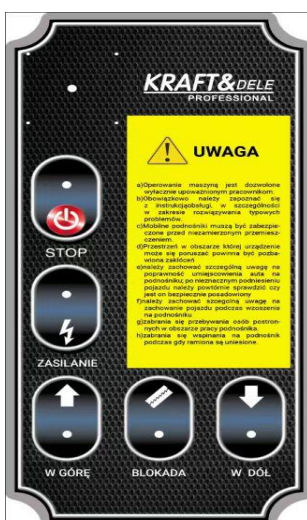 KRAFT&DELE
PROFESSIONAL
UWAGA
a)Operowanie maszyną jest dozwolone
wyłącznie upoważnionym pracownikom.
b)Obowiązkowo należy zapoznać się
z instrukcjąobsługi, w szczególności
w zakresie rozwiązywania typowych
problemów.
c)Mobilne podnośniki muszą być zabezpie-
czone przed niezamierzonym przemiesz-
czeniem.
d)Przestrzeń w obszarze której urządzenie
może się poruszać powinna być pozba-
wiona zakłóceń
e)należy zachować szczególną uwagę na
poprawność umiejscowienia auta na
podnośniku; po nieznacznym podniesieniu
pojazdu należy powtórnie sprawdzić czy
jest on bezpiecznie posadowiony
f)należy zachować szczególną uwagę na
zachowanie pojazdu podczas wzoszenia
na podnośniku
g)zabrania się przebywania osób postron-
nych w obszarze pracy podnośnika.
h)zabrania się wspinania na podnośnik
podczas gdy ramiona są uniesione.
STOP
ZASILANIE
W GÓRĘ
BLOKADA
W DÓŁ